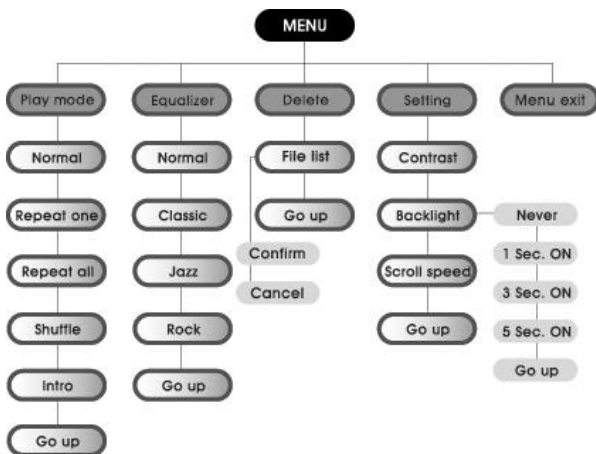 MENU
Play mode
Equalizer
Delete
Setting
Menu exit
Normal
Normal
File list
Contrast
Repeat one
Classic
Go up
Backlight
Never
Confirm
1 Sec. ON
Repeat all
Jazz
Scroll speed
Cancel
3 Sec. ON
Shuffle
Rock
Go up
5 Sec. ON
Intro
Go up
Go up
Go up